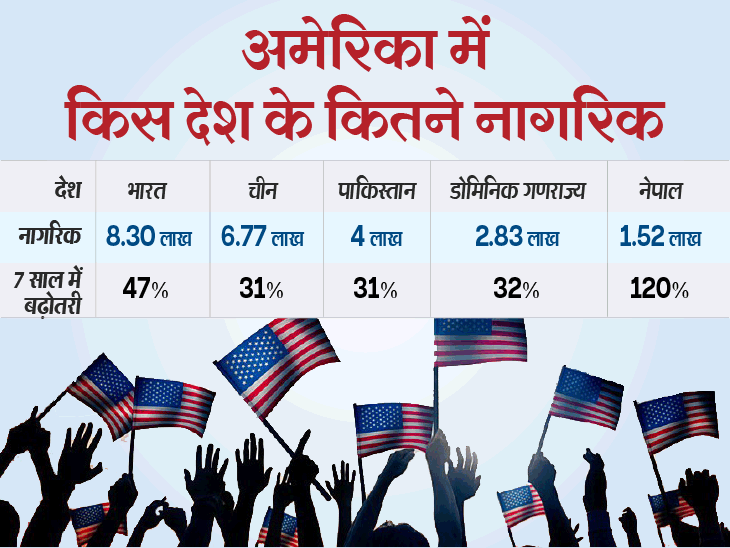 अमेरिका में
किस देश के कितने नागरिक
देश भारत चीन पाकिस्तान डोमिनिक गणराज्य नेपाल
नागरिक 8.30 लाख 6.77 लाख 4 लाख 2.83 लाख 1.52 लाख
7 साल में
बढ़ोतरी 47% 31% 31% 32% 120%